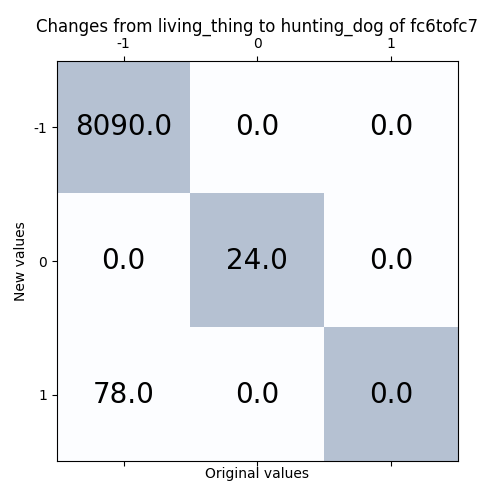 Changes from living_thing to hunting_dog of fc6tofc7
-1 0 1
-1 8090.0 0.0 0.0
New values
0 0.0 24.0 0.0
1 78.0 0.0 0.0
Original values